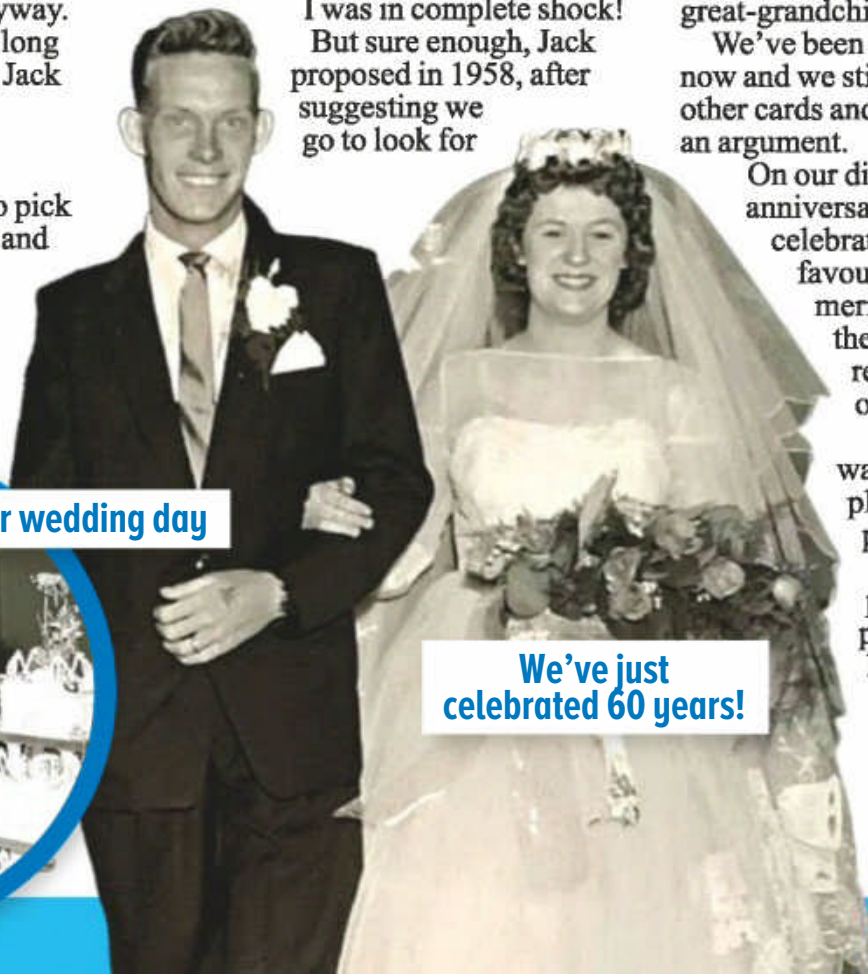 yway.
long
Jack
o pick
and
I was in complete shock!
But sure enough, Jack
proposed in 1958, after
suggesting we
go to look for
great-grandchi
We've been
now and we sti
other cards and
an argument.
On our di
anniversa
celebrat
favou
mer
the
re
o
wa
pl
r wedding day
We've just
celebrated 60 years!